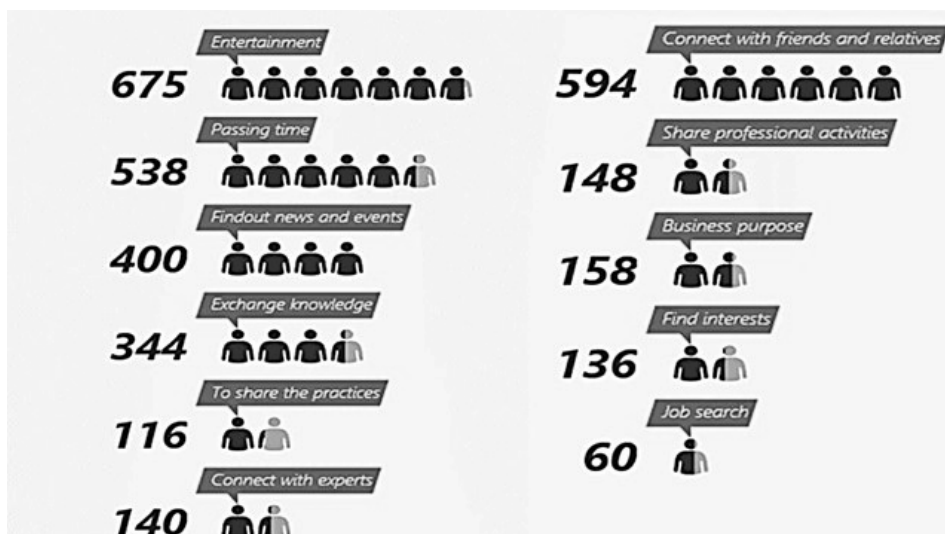 Entertainment
675
Passing time
538
Findout news and events
400
Exchange knowledge
344
To share the practices
116
Connect with experts
140
Connect with friends and relatives
594
Share professional activities
148
Business purpose
158
Find interests
136
Job search
60